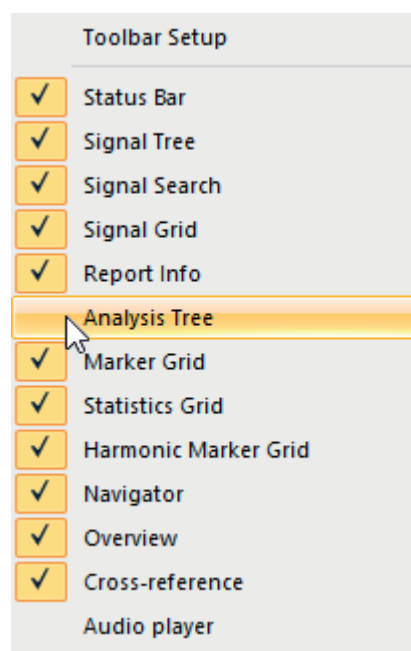 Toolbar Setup
Status Bar
Signal Tree
Signal Search
Signal Grid
Report Info
Analysis Tree
Marker Grid
Statistics Grid
Harmonic Marker Grid
Navigator
Overview
Cross-reference
Audio player